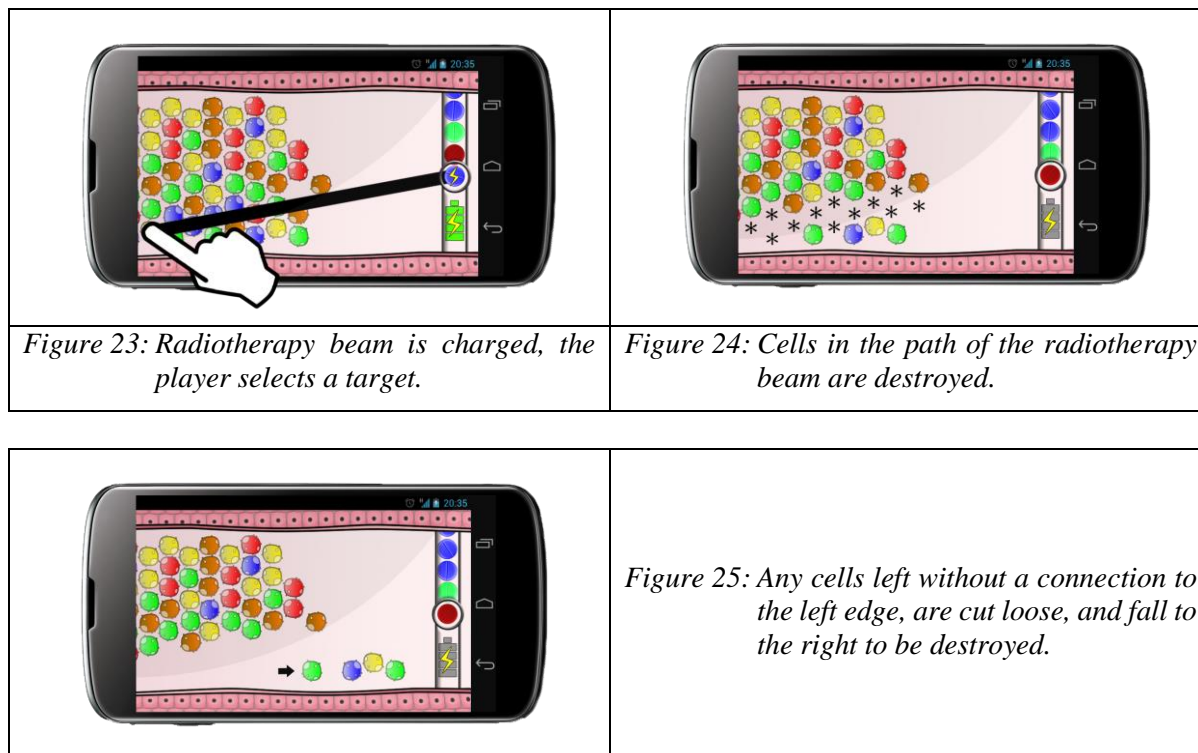 20:35
20:35
Figure 23: Radiotherapy beam is charged, the
player selects a target.
Figure 24: Cells in the path of the radiotherapy
beam are destroyed.
20:35
Figure 25: Any cells left without a connection to
the left edge, are cut loose, and fall to
the right to be destroyed.